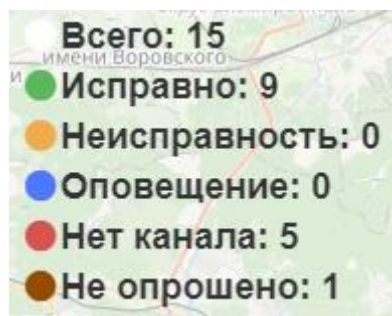 Всего: 15
имени Воровского
Исправно: 9
Неисправность: 0
Оповещение: 0
Нет канала: 5
Не опрошено: 1